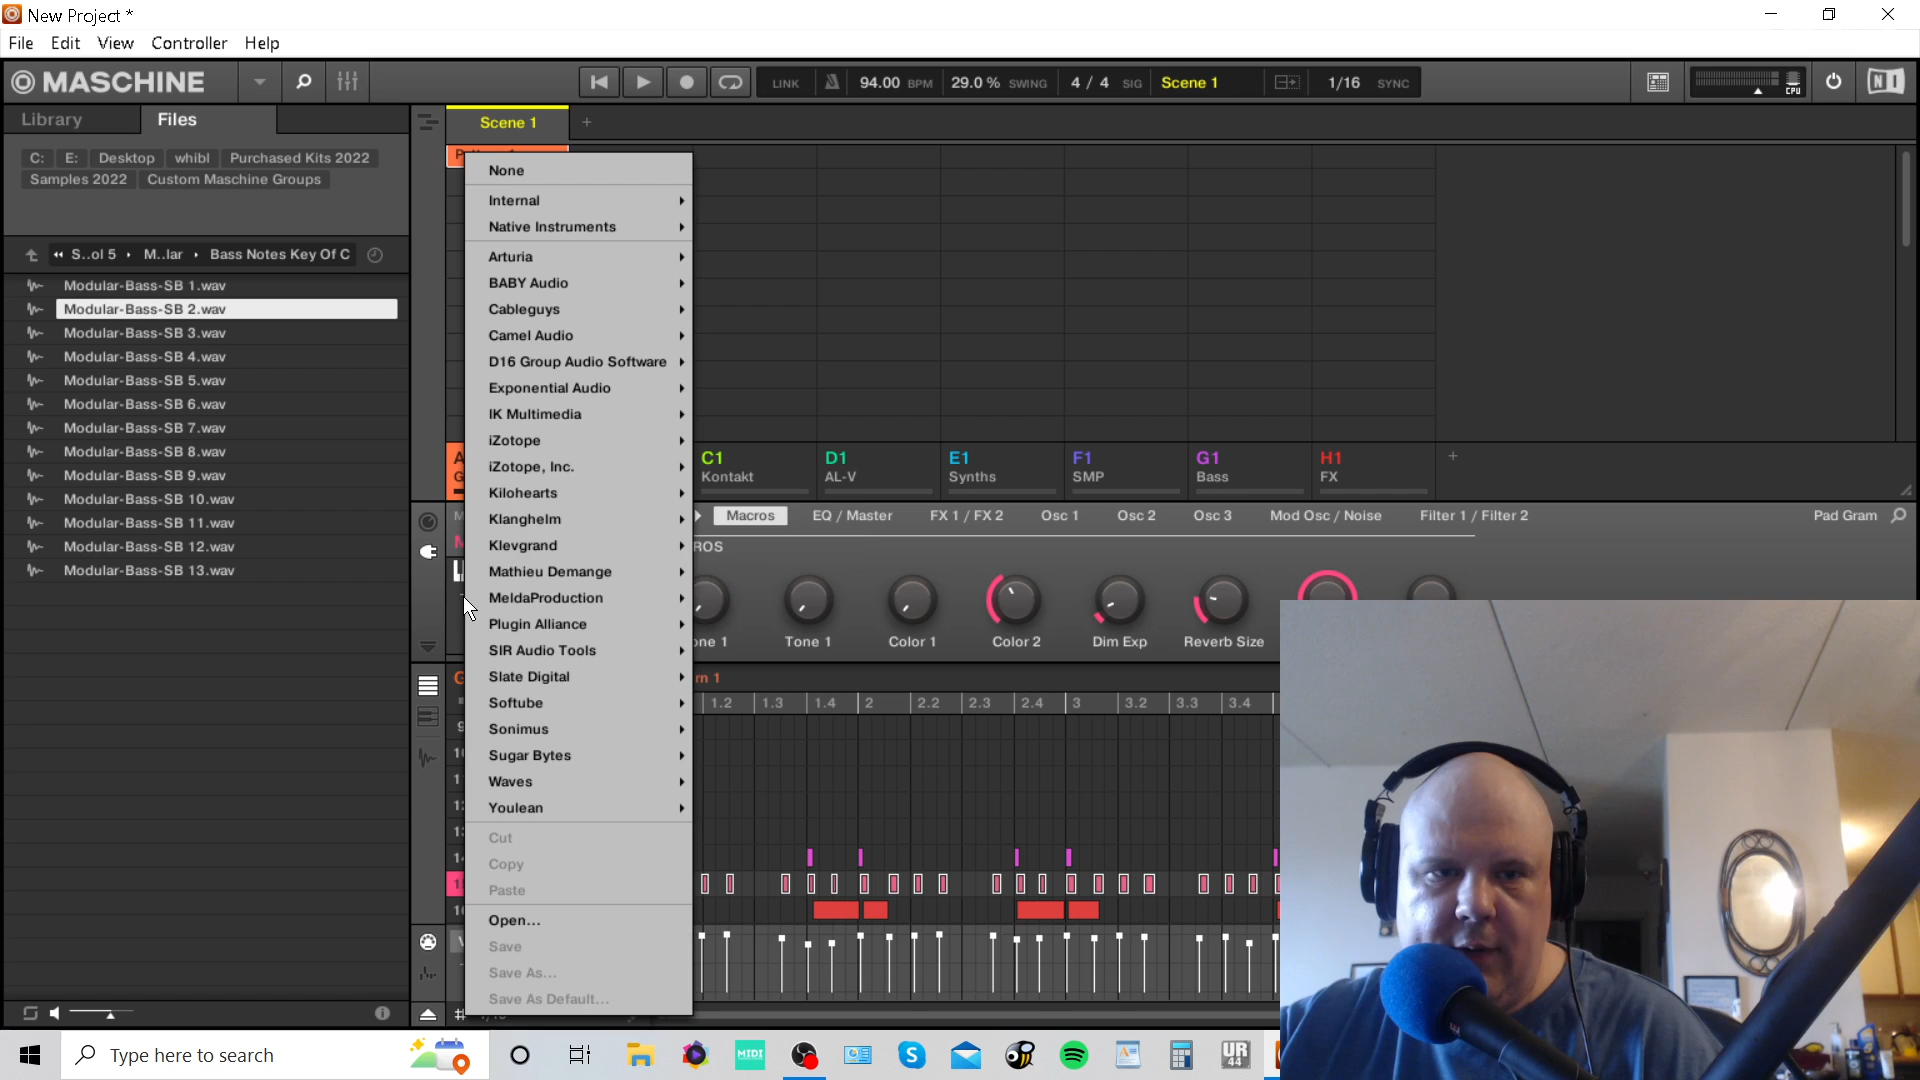 New Project *
File Edit View Controller Help
MASCHINE
LINK 94.00 BPM 29.0 % SWING 4 / 4 SIG Scene 1 1/16 SYNC
CPU
Library Files
C: E: Desktop whibl Purchased Kits 2022
Samples 2022 Custom Maschine Groups
S..ol 5 M..lar Bass Notes Key Of C
Modular-Bass-SB 1.wav
Modular-Bass-SB 2.wav
Modular-Bass-SB 3.wav
Modular-Bass-SB 4.wav
Modular-Bass-SB 5.wav
Modular-Bass-SB 6.wav
Modular-Bass-SB 7.wav
Modular-Bass-SB 8.wav
Modular-Bass-SB 9.wav
Modular-Bass-SB 10.wav
Modular-Bass-SB 11.wav
Modular-Bass-SB 12.wav
Modular-Bass-SB 13.wav
Scene 1 +
None
Internal
Native Instruments
Arturia
BABY Audio
Cableguys
Camel Audio
D16 Group Audio Software
Exponential Audio
IK Multimedia
iZotope
iZotope, Inc.
Kilohearts
Klanghelm
Klevgrand
Mathieu Demange
MeldaProduction
Plugin Alliance
SIR Audio Tools
Slate Digital
Softube
Sonimus
Sugar Bytes
Waves
Youlean
Cut
Copy
Paste
Open...
Save
Save As...
Save As Default...
C1 D1 E1 F1 G1 H1 +
Kontakt AL-V Synths SMP Bass FX
Macros EQ / Master FX 1 / FX 2 Osc 1 Osc 2 Osc 3 Mod Osc / Noise Filter 1 / Filter 2 Pad Gram
ROS
one 1 Tone 1 Color 1 Color 2 Dim Exp Reverb Size
rn 1
1.2 1.3 1.4 2 2.2 2.3 2.4 3 3.2 3.3 3.4
Type here to search
MIDI
UR
44